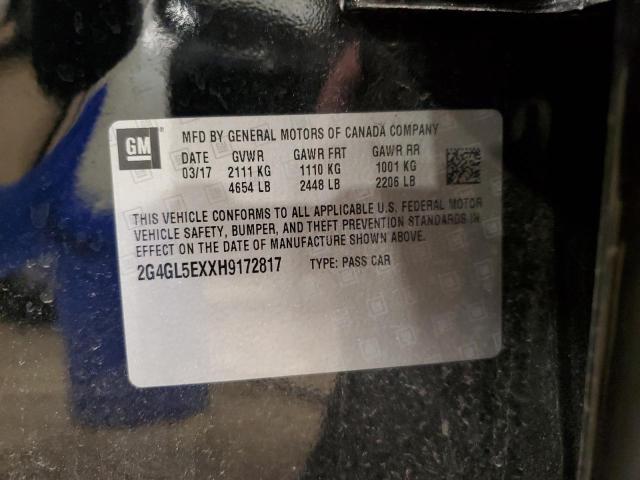 GM
MFD BY GENERAL MOTORS OF CANADA COMPANY
DATE GVWR GAWR FRT GAWR RR
03/17 2111 KG 1110 KG 1001 KG
4654 LB 2448 LB 2206 LB
THIS VEHICLE CONFORMS TO ALL APPLICABLE U.S. FEDERAL MOTOR
VEHICLE SAFETY, BUMPER, AND THEFT PREVENTION STANDARDS IN
EFFECT ON THE DATE OF MANUFACTURE SHOWN ABOVE.
2G4GL5EXXH9172817 TYPE: PASS CAR